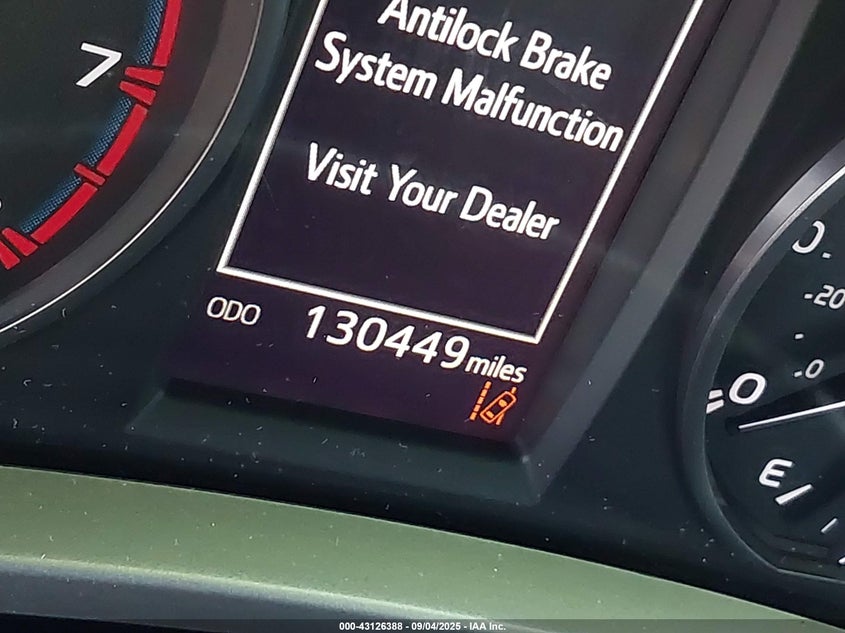 7
Antilock Brake
System Malfunction
Visit Your Dealer
ODO 130449 miles
-20
-0
0
E
000-43126388 - 09/04/2025 - IAA Inc.